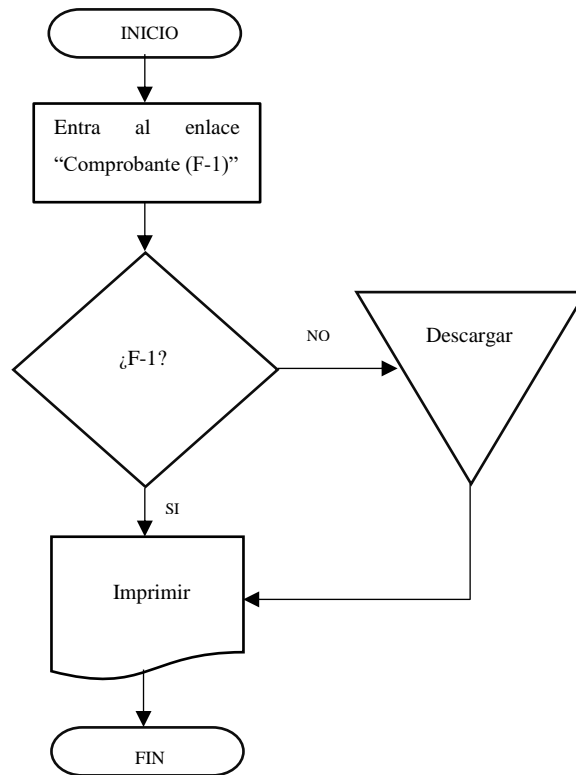 INICIO
Entra al enlace
“Comprobante (F-1)”
¿F-1?
NO
Descargar
SI
Imprimir
FIN